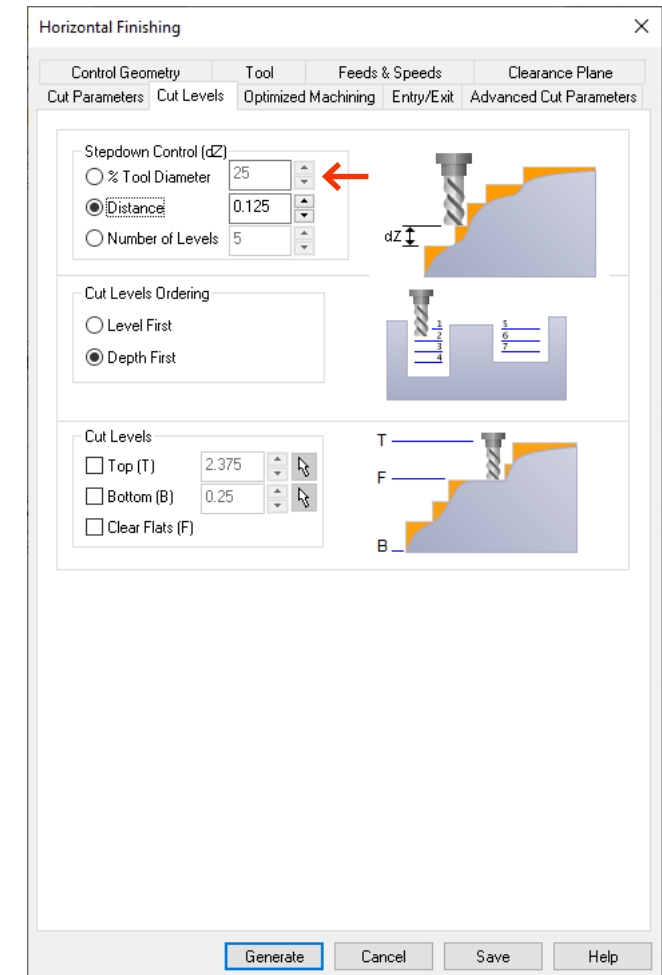 Horizontal Finishing
Control Geometry Tool Feeds & Speeds Clearance Plane
Cut Parameters Cut Levels Optimized Machining Entry/Exit Advanced Cut Parameters
Stepdown Control (dZ)
% Tool Diameter 25
Distance 0.125
Number of Levels 5
dZ
Cut Levels Ordering
Level First
Depth First
1 5
2 6
3 7
4
Cut Levels
Top (T) 2.375
Bottom (B) 0.25
Clear Flats (F)
T
F
B
Generate Cancel Save Help